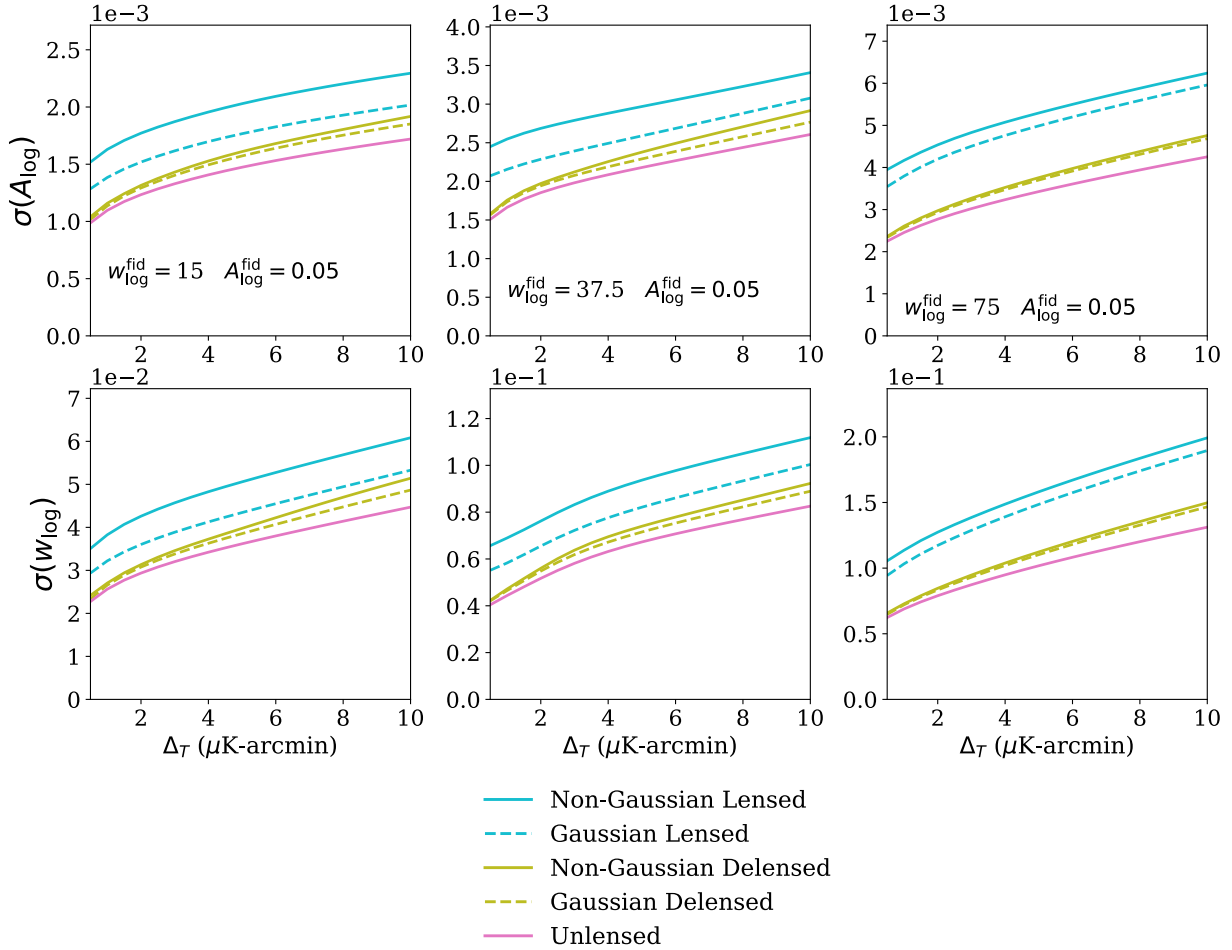 1e−3
2.5
2.0
1.5
1.0
0.5
0.0
σ(A_log)
w_log^fid = 15 A_log^fid = 0.05
2 4 6 8 10
1e−3
4.0
3.5
3.0
2.5
2.0
1.5
1.0
0.5
0.0
w_log^fid = 37.5 A_log^fid = 0.05
2 4 6 8 10
1e−3
7
6
5
4
3
2
1
0
w_log^fid = 75 A_log^fid = 0.05
2 4 6 8 10
1e−2
7
6
5
4
3
2
1
0
σ(w_log)
2 4 6 8 10
Δ_T (μK-arcmin)
1e−1
1.2
1.0
0.8
0.6
0.4
0.2
0.0
2 4 6 8 10
Δ_T (μK-arcmin)
1e−1
2.0
1.5
1.0
0.5
0.0
2 4 6 8 10
Δ_T (μK-arcmin)
Non-Gaussian Lensed
Gaussian Lensed
Non-Gaussian Delensed
Gaussian Delensed
Unlensed